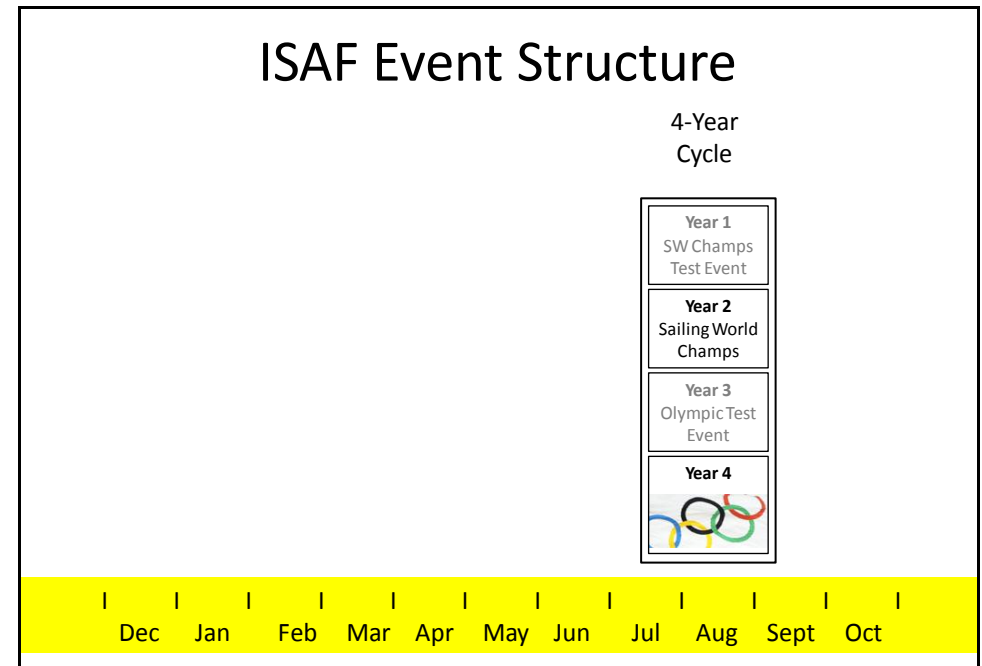 ISAF Event Structure
4-Year
Cycle
Year 1
SW Champs
Test Event
Year 2
Sailing World
Champs
Year 3
Olympic Test
Event
Year 4
I I I I I I I I I I I I
Dec Jan Feb Mar Apr May Jun Jul Aug Sept Oct